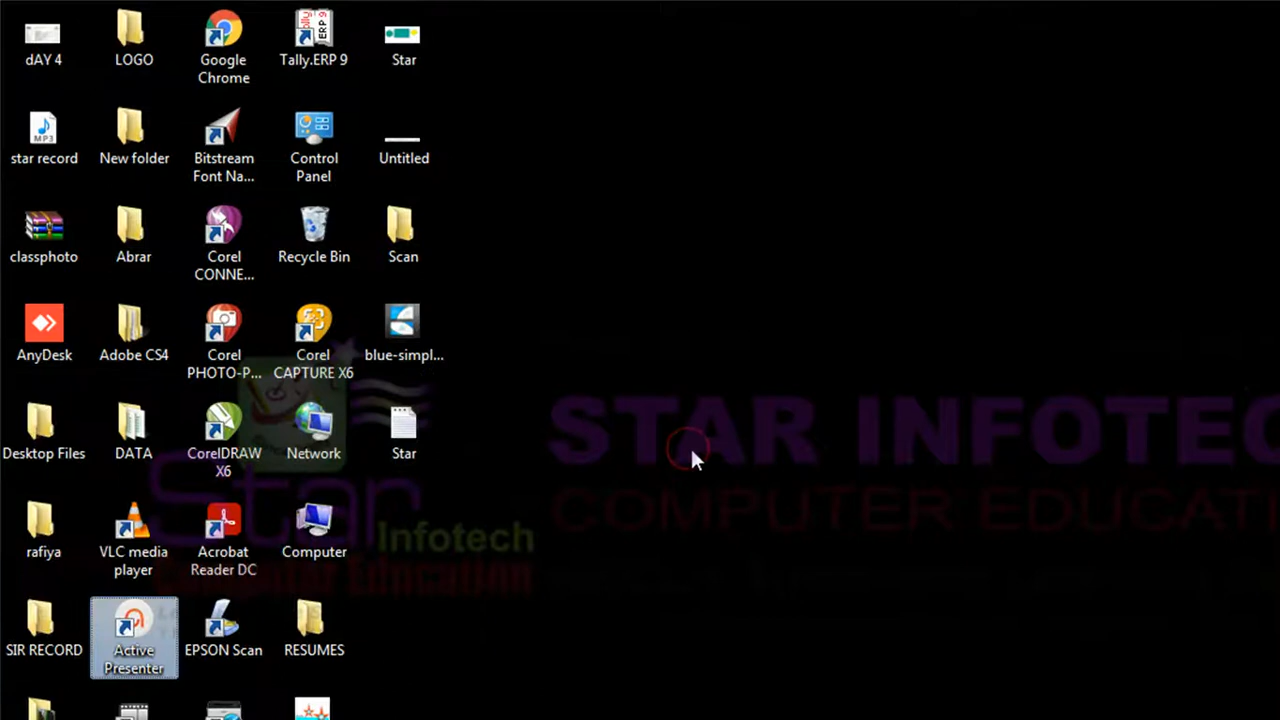 dAY 4
LOGO
Google
Chrome
Tally.ERP 9
Star
star record
New folder
Bitstream
Font Na...
Control
Panel
Untitled
classphoto
Abrar
Corel
CONNE...
Recycle Bin
Scan
AnyDesk
Adobe CS4
Corel
PHOTO-P...
Corel
CAPTURE X6
blue-simpl...
Desktop Files
DATA
CorelDRAW
X6
Network
Star
rafiya
VLC media
player
Acrobat
Reader DC
Computer
SIR RECORD
Active
Presenter
EPSON Scan
RESUMES
STAR INFOTEC
COMPUTER EDUCAT
Star
Infotech
Computer Education